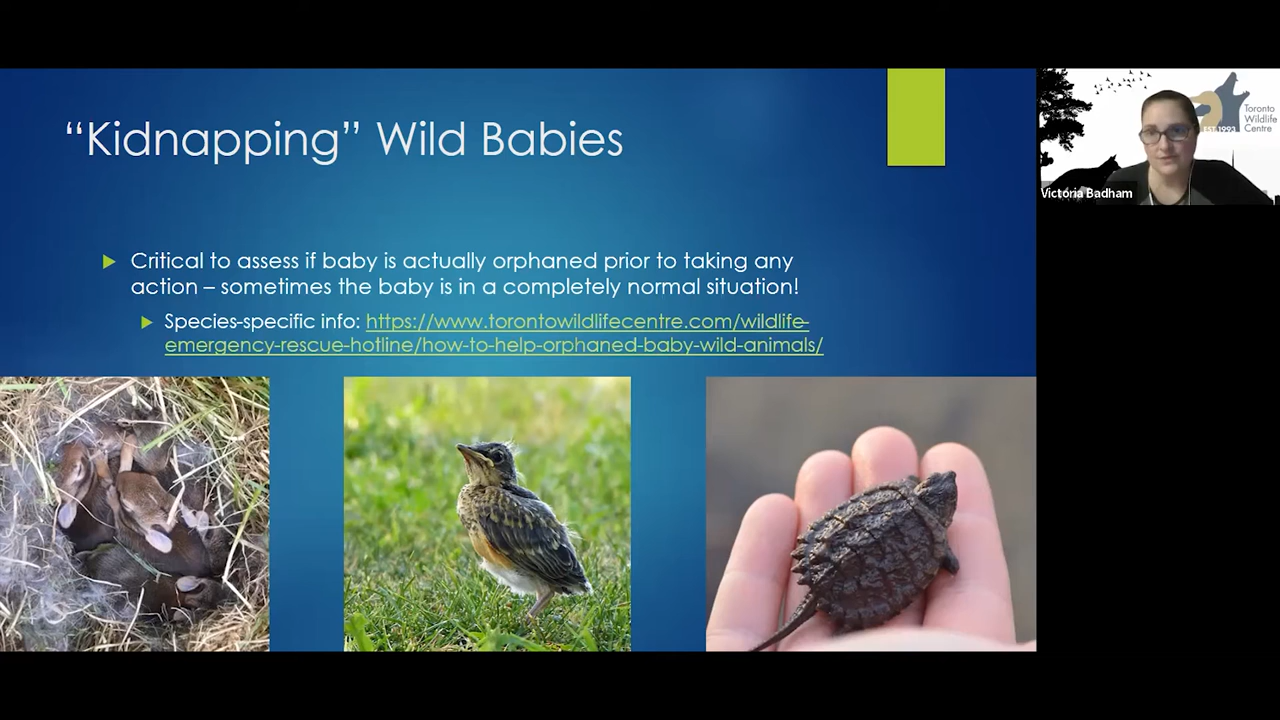 “Kidnapping” Wild Babies
Critical to assess if baby is actually orphaned prior to taking any
action – sometimes the baby is in a completely normal situation!
Species-specific info: https://www.torontowildlifecentre.com/wildlife-
emergency-rescue-hotline/how-to-help-orphaned-baby-wild-animals/
Toronto
Wildlife
Centre
EST. 1993
Victoria Badham